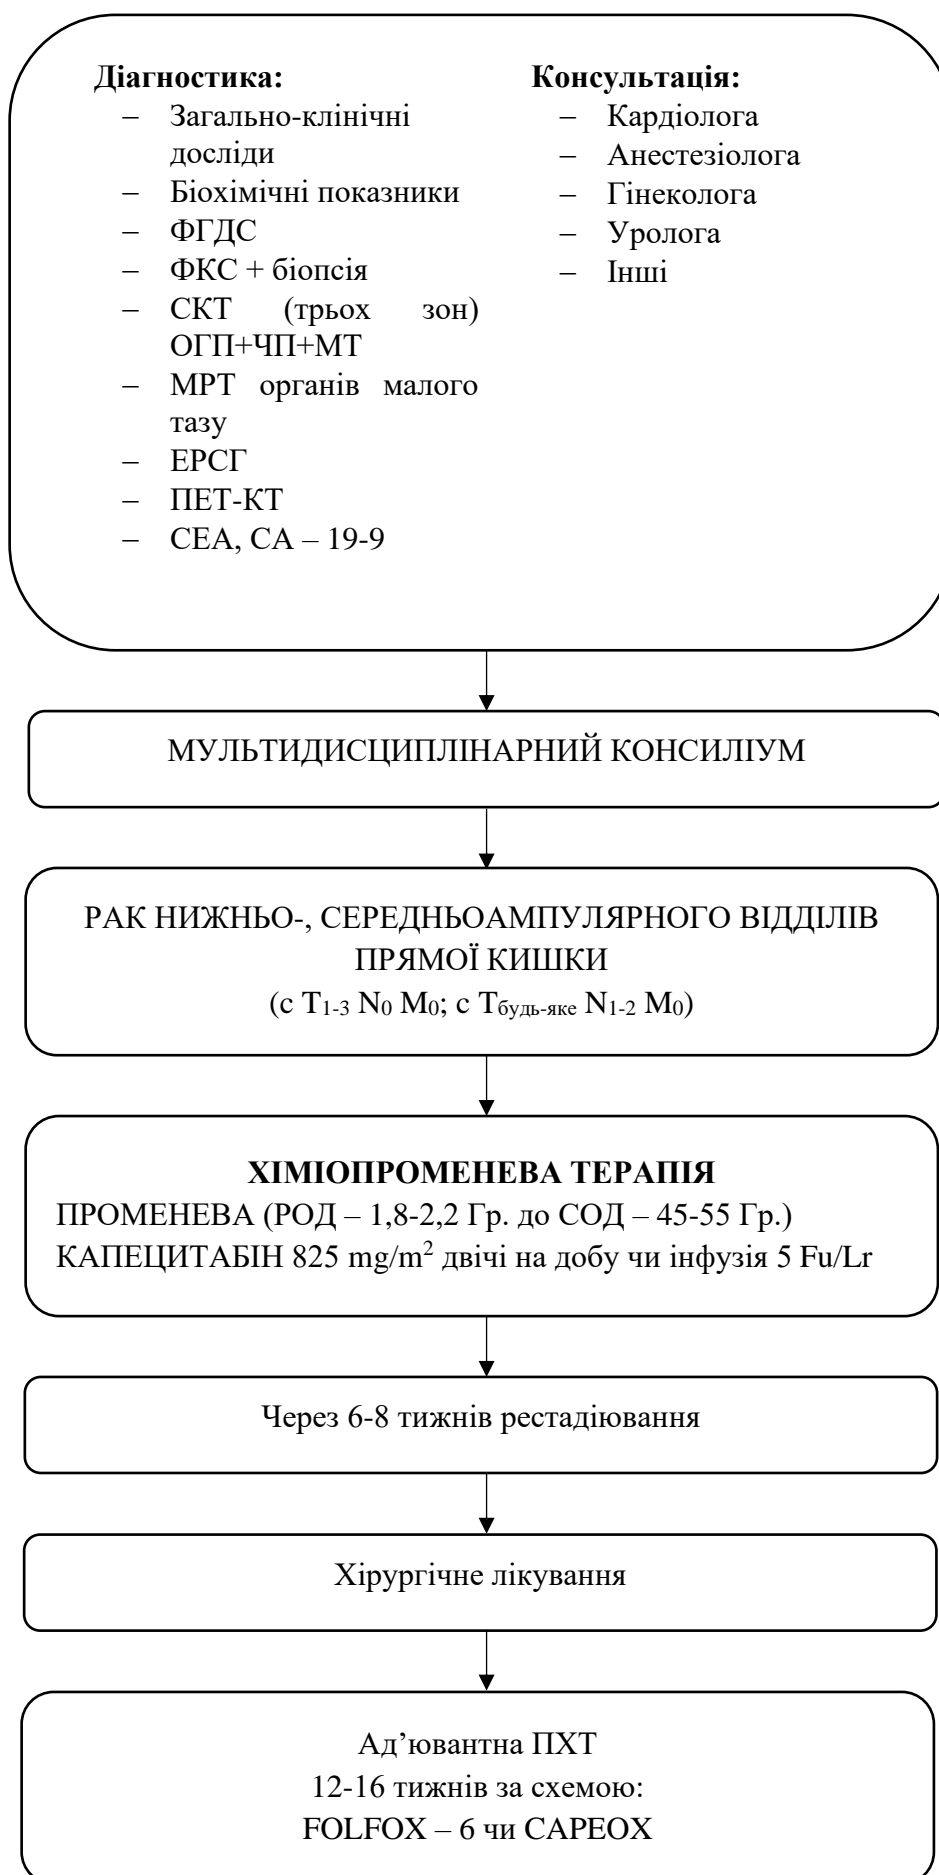 Діагностика:
– Загально-клінічні
досліди
– Біохімічні показники
– ФГДС
– ФКС + біопсія
– СКТ (трьох зон)
ОГП+ЧП+МТ
– МРТ органів малого
тазу
– ЕРСГ
– ПЕТ-КТ
– СЕА, СА – 19-9
Консультація:
– Кардіолога
– Анестезіолога
– Гінеколога
– Уролога
– Інші
МУЛЬТИДИСЦИПЛІНАРНИЙ КОНСИЛІУМ
РАК НИЖНЬО-, СЕРЕДНЬОАМПУЛЯРНОГО ВІДДІЛІВ
ПРЯМОЇ КИШКИ
(с T₁₋₃ N₀ M₀; с Tбудь-яке N₁₋₂ M₀)
ХІМІОПРОМЕНЕВА ТЕРАПІЯ
ПРОМЕНЕВА (РОД – 1,8-2,2 Гр. до СОД – 45-55 Гр.)
КАПЕЦИТАБІН 825 mg/m² двічі на добу чи інфузія 5 Fu/Lr
Через 6-8 тижнів рестадіювання
Хірургічне лікування
Ад’ювантна ПХТ
12-16 тижнів за схемою:
FOLFOX – 6 чи CAPEOX